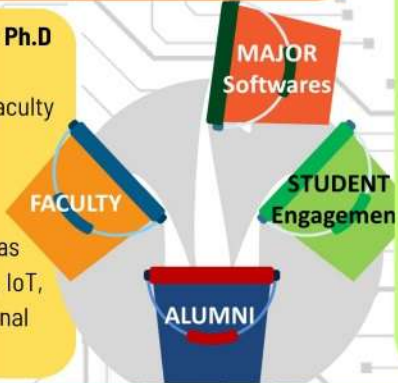 Ph.D
aculty
as
IoT,
nal
MAJOR
Softwares
FACULTY
STUDENT
Engagemen
ALUMNI